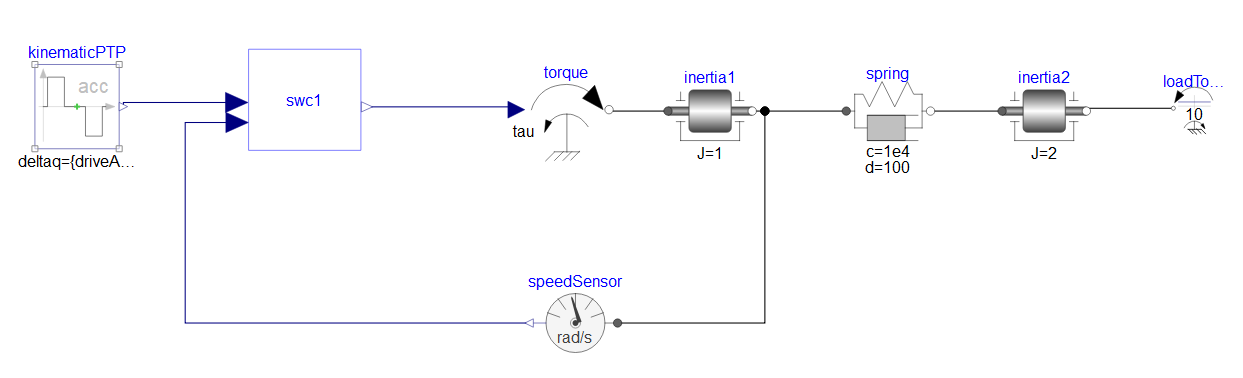 kinematicPTP
acc
deltaq={driveA...
swc1
torque
tau
inertia1
J=1
spring
c=1e4
d=100
inertia2
J=2
loadTo...
10
speedSensor
rad/s